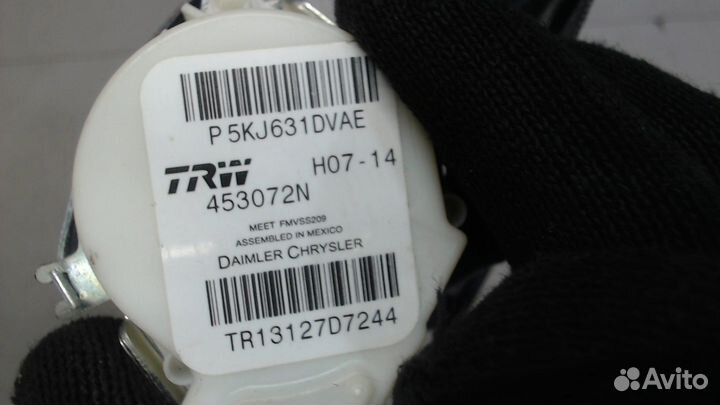 P 5KJ631DVAE
TRW H07-14
453072N
MEET FMVSS209
ASSEMBLED IN MEXICO
DAIMLER CHRYSLER
TR13127D7244
Avito